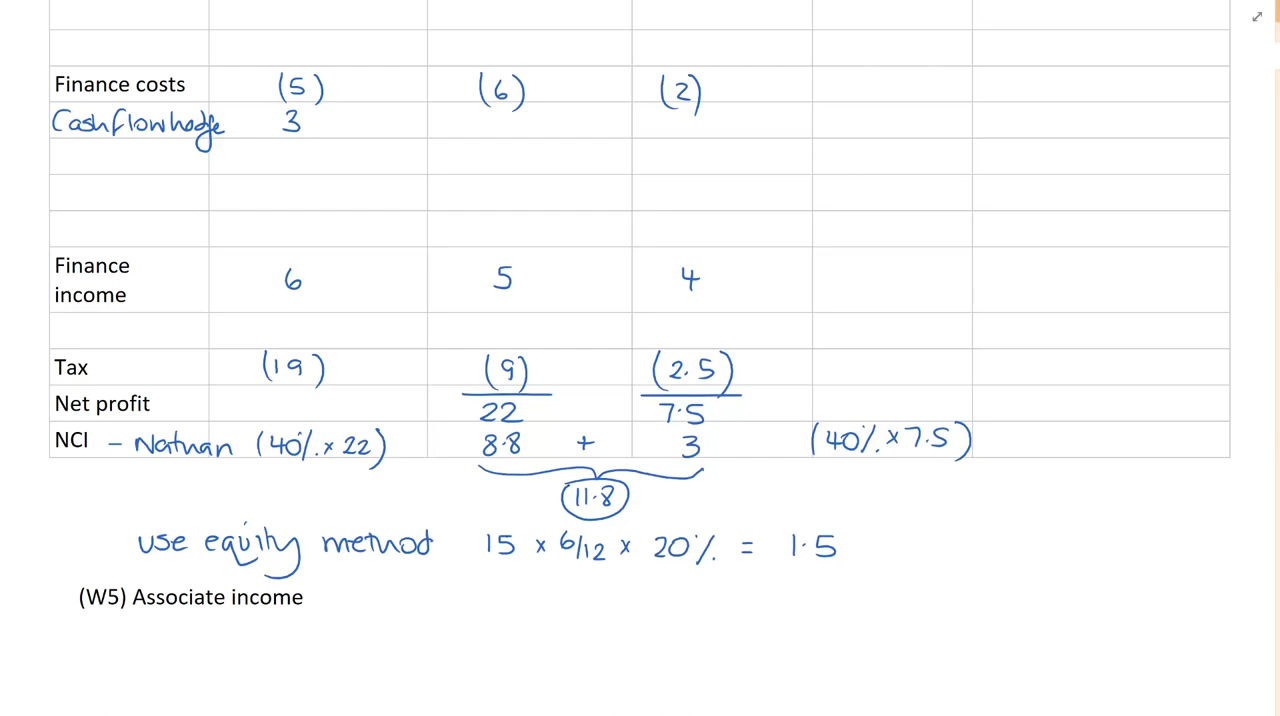 Finance costs (5) (6) (2)
Cashflowhedge 3
Finance income 6 5 4
Tax (19) (9) (2.5)
Net profit 22 7.5
NCI - Nathan (40% × 22) 8.8 + 3 (40% × 7.5)
11.8
use equity method 15 × 6/12 × 20% = 1.5
(W5) Associate income